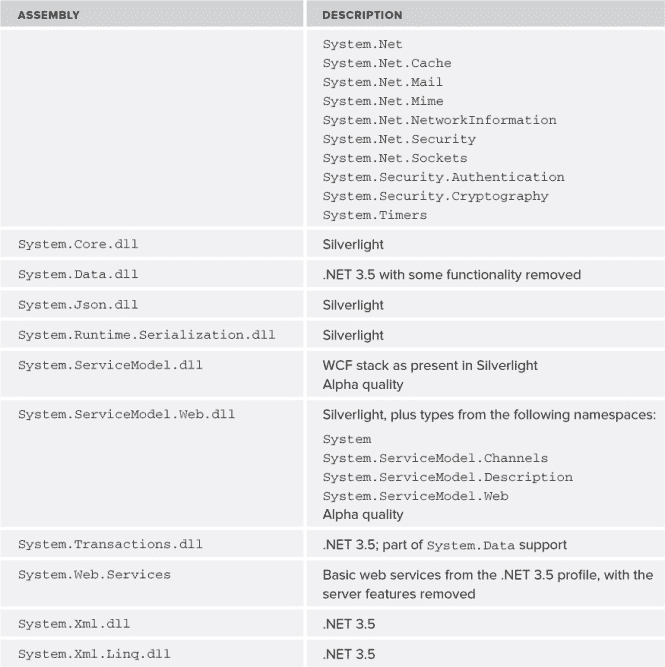 ASSEMBLY DESCRIPTION
System.Net
System.Net.Cache
System.Net.Mail
System.Net.Mime
System.Net.NetworkInformation
System.Net.Security
System.Net.Sockets
System.Security.Authentication
System.Security.Cryptography
System.Timers
System.Core.dll Silverlight
System.Data.dll .NET 3.5 with some functionality removed
System.Json.dll Silverlight
System.Runtime.Serialization.dll Silverlight
System.ServiceModel.dll WCF stack as present in Silverlight
Alpha quality
System.ServiceModel.Web.dll Silverlight, plus types from the following namespaces:
System
System.ServiceModel.Channels
System.ServiceModel.Description
System.ServiceModel.Web
Alpha quality
System.Transactions.dll .NET 3.5; part of System.Data support
System.Web.Services Basic web services from the .NET 3.5 profile, with the
server features removed
System.Xml.dll .NET 3.5
System.Xml.Linq.dll .NET 3.5